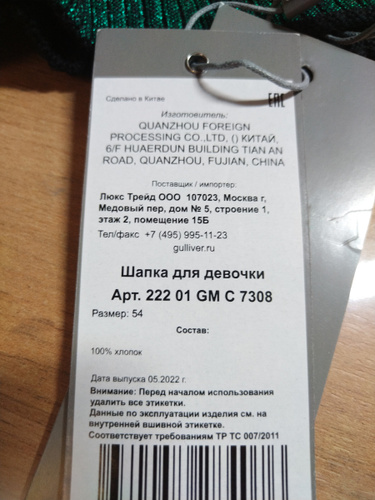 Сделано в Китае
EAC
Изготовитель:
QUANZHOU FOREIGN
PROCESSING CO.,LTD, () КИТАЙ,
6/F HUAERDUN BUILDING TIAN AN
ROAD, QUANZHOU, FUJIAN, CHINA
Поставщик / импортер:
Люкс Трейд ООО 107023, Москва г,
Медовый пер, дом № 5, строение 1,
этаж 2, помещение 15Б
Тел/факс +7 (495) 995-11-23
gulliver.ru
Шапка для девочки
Арт. 222 01 GM C 7308
Размер: 54
Состав:
100% хлопок
Дата выпуска 05.2022 г.
Внимание: Перед началом использования
удалить все этикетки.
Данные по эксплуатации изделия см. на
внутренней вшивной этикетке.
Соответствует требованиям ТР ТС 007/2011